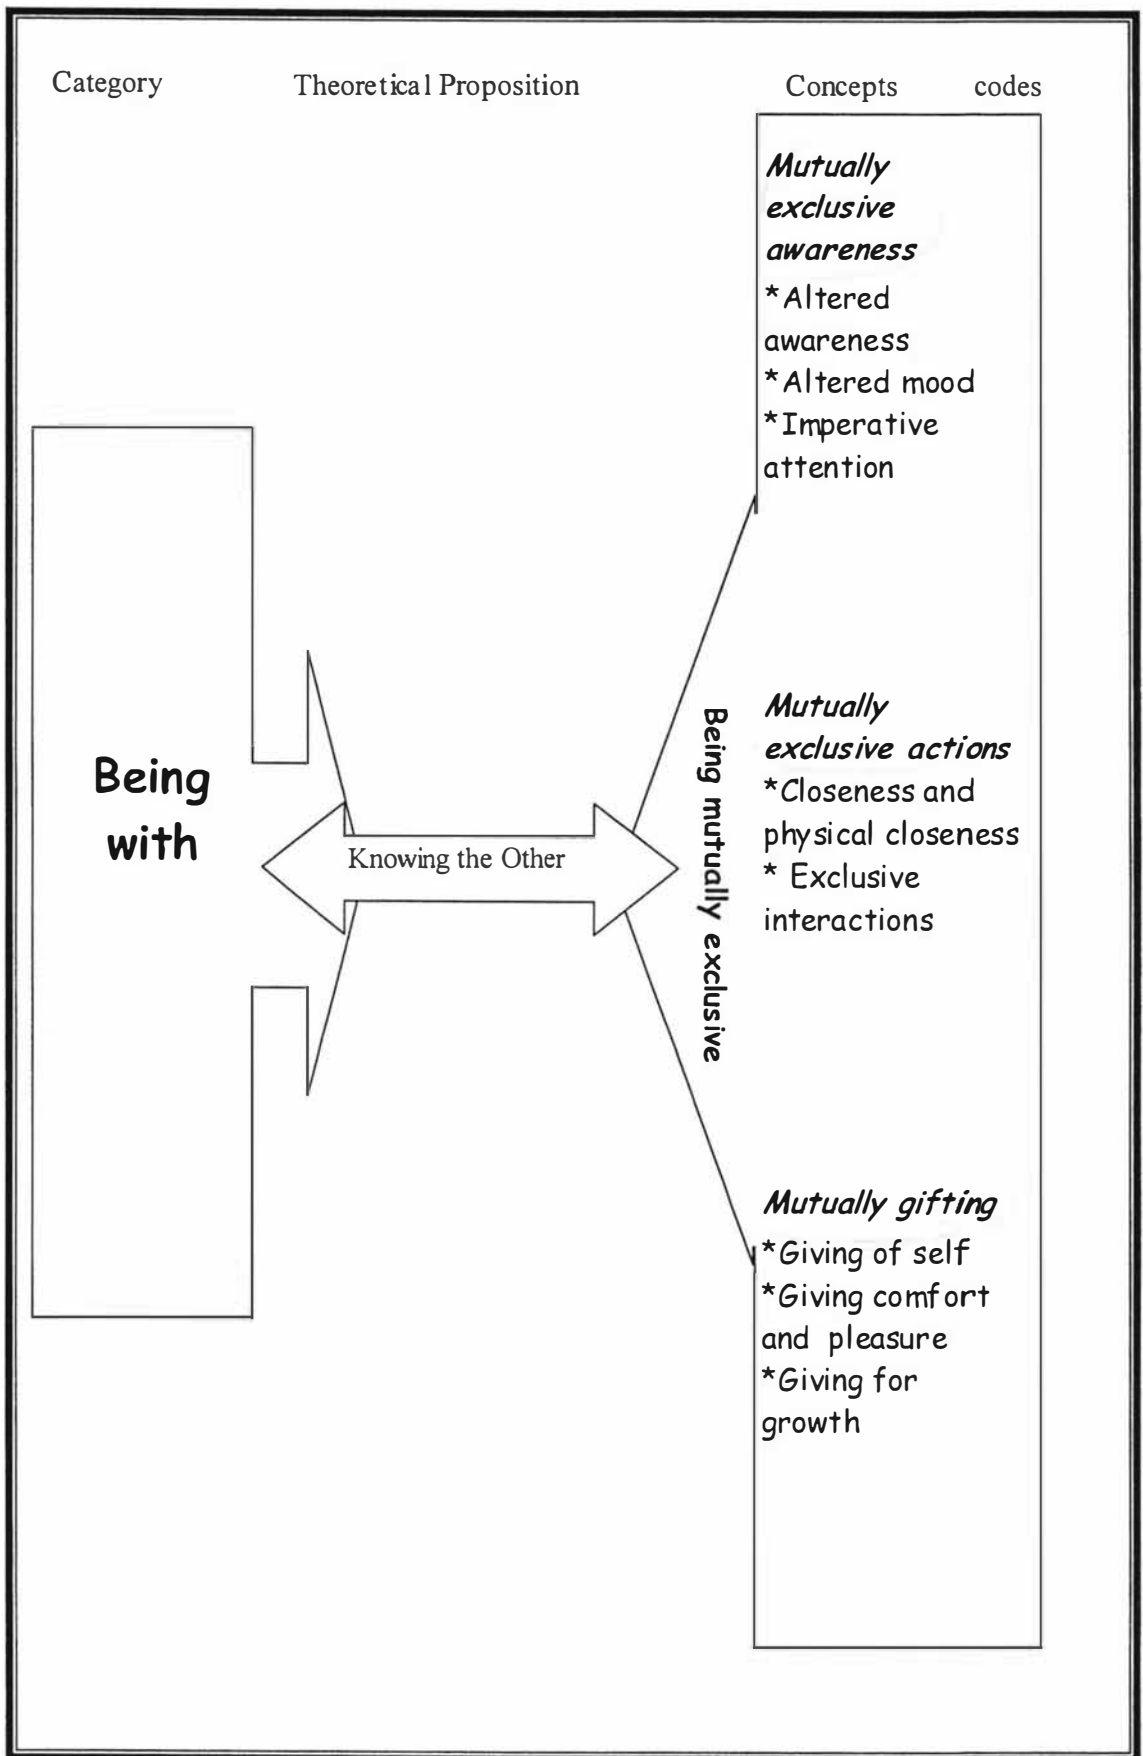 Category Theoretical Proposition Concepts codes
Being
with
Knowing the Other
Being mutually exclusive
Mutually
exclusive
awareness
*Altered
awareness
*Altered mood
*Imperative
attention
Mutually
exclusive actions
*Closeness and
physical closeness
* Exclusive
interactions
Mutually gifting
*Giving of self
*Giving comfort
and pleasure
*Giving for
growth